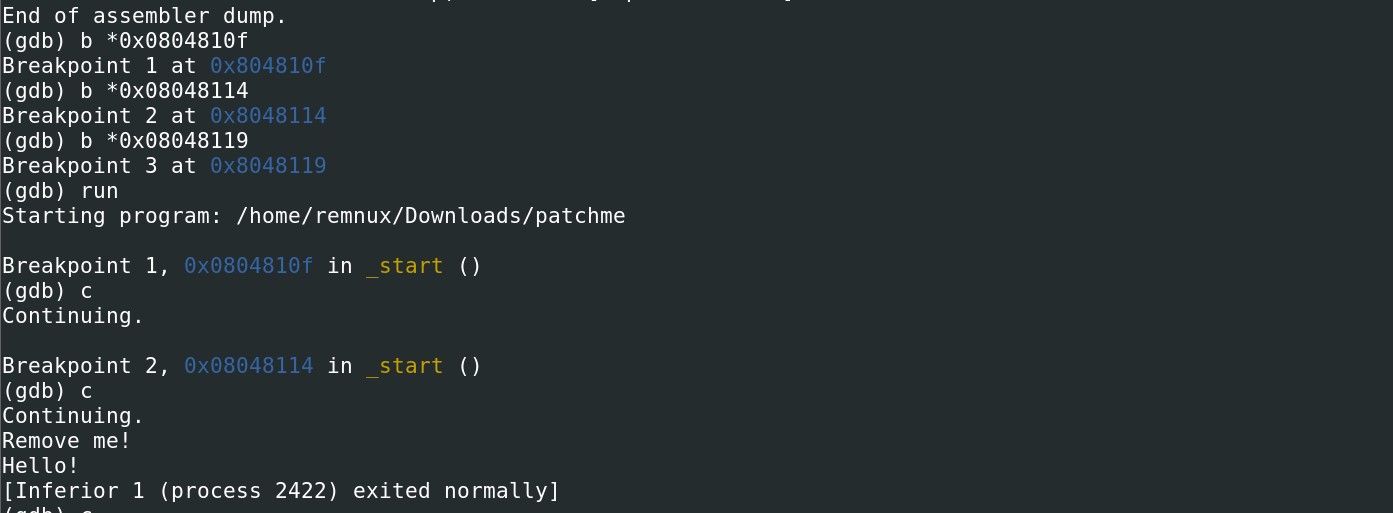 End of assembler dump.
(gdb) b *0x0804810f
Breakpoint 1 at 0x804810f
(gdb) b *0x08048114
Breakpoint 2 at 0x8048114
(gdb) b *0x08048119
Breakpoint 3 at 0x8048119
(gdb) run
Starting program: /home/remnux/Downloads/patchme
Breakpoint 1, 0x0804810f in _start ()
(gdb) c
Continuing.
Breakpoint 2, 0x08048114 in _start ()
(gdb) c
Continuing.
Remove me!
Hello!
[Inferior 1 (process 2422) exited normally]
(gdb) c